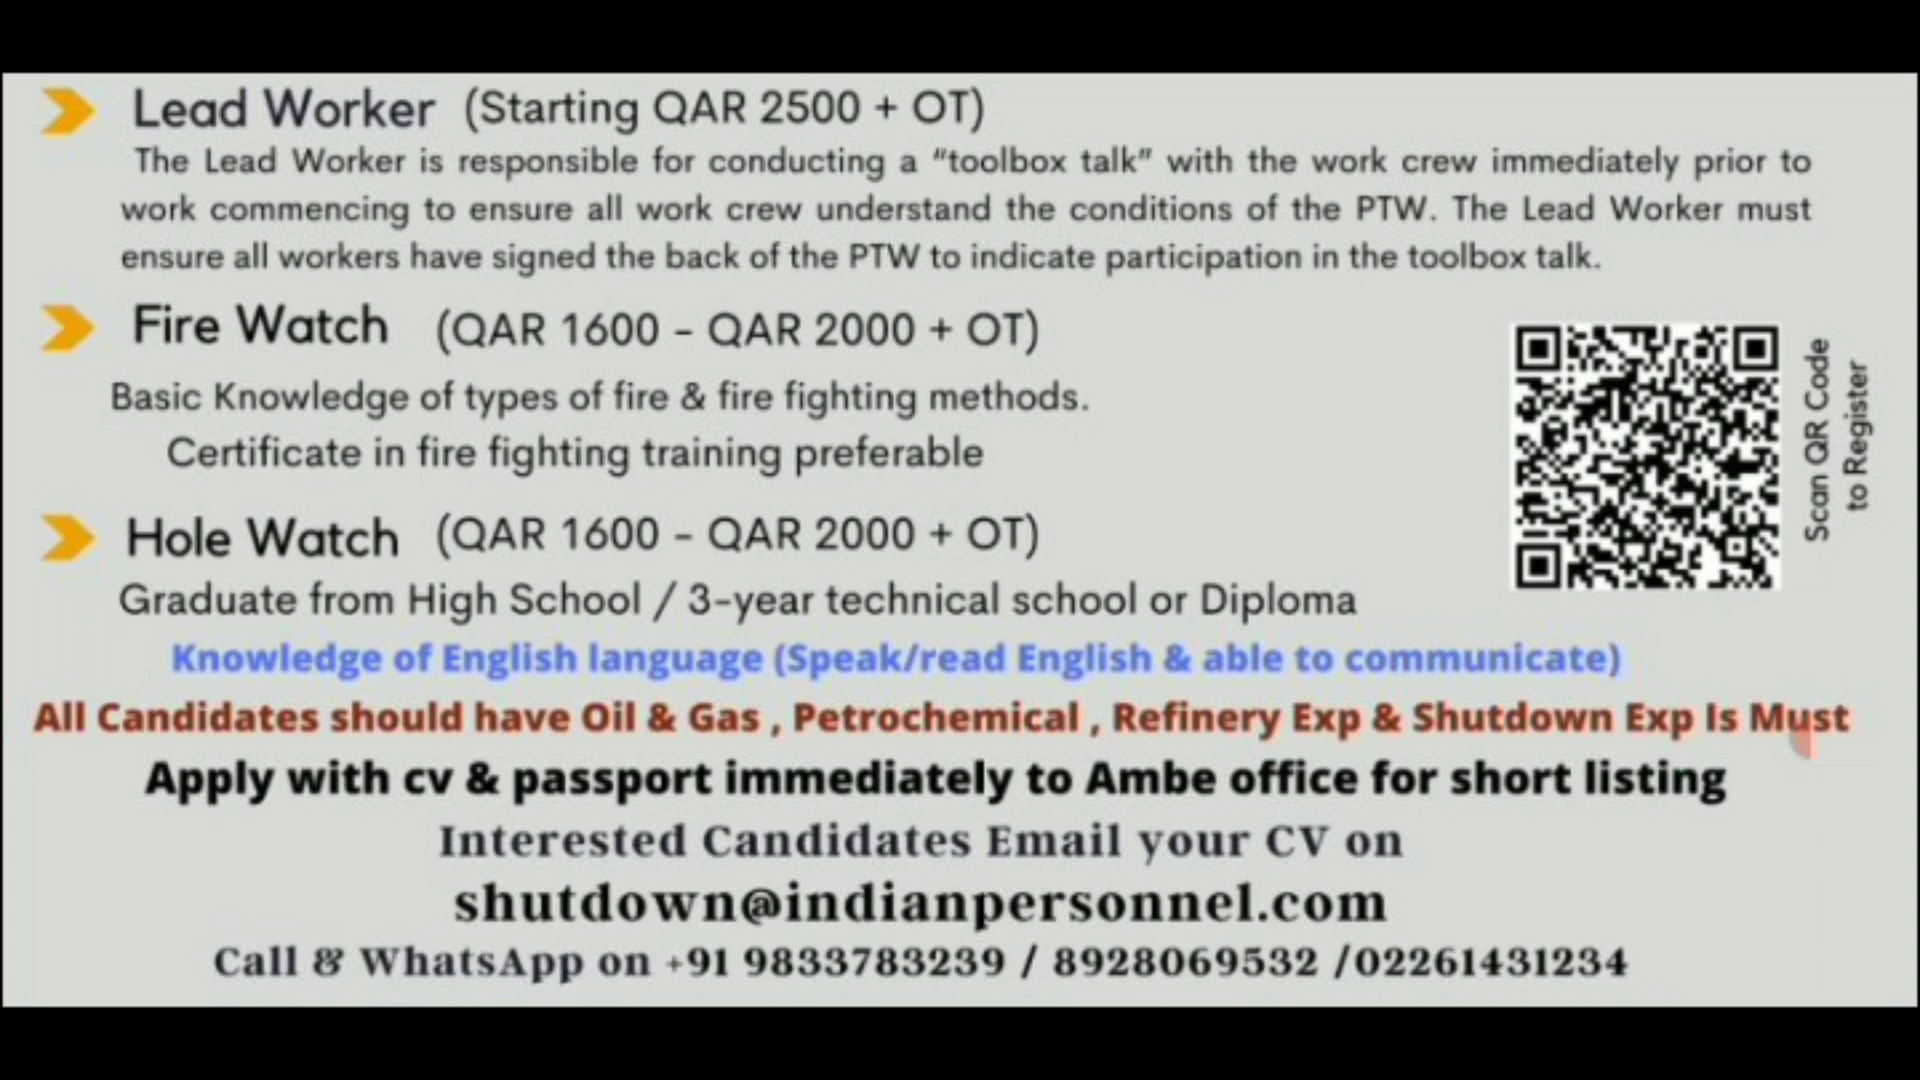 Lead Worker (Starting QAR 2500 + OT)
The Lead Worker is responsible for conducting a “toolbox talk” with the work crew immediately prior to
work commencing to ensure all work crew understand the conditions of the PTW. The Lead Worker must
ensure all workers have signed the back of the PTW to indicate participation in the toolbox talk.
Fire Watch (QAR 1600 - QAR 2000 + OT)
Basic Knowledge of types of fire & fire fighting methods.
Certificate in fire fighting training preferable
Scan QR Code
to Register
Hole Watch (QAR 1600 - QAR 2000 + OT)
Graduate from High School / 3-year technical school or Diploma
Knowledge of English language (Speak/read English & able to communicate)
All Candidates should have Oil & Gas , Petrochemical , Refinery Exp & Shutdown Exp Is Must
Apply with cv & passport immediately to Ambe office for short listing
Interested Candidates Email your CV on
shutdown@indianpersonnel.com
Call & WhatsApp on +91 9833783239 / 8928069532 /02261431234